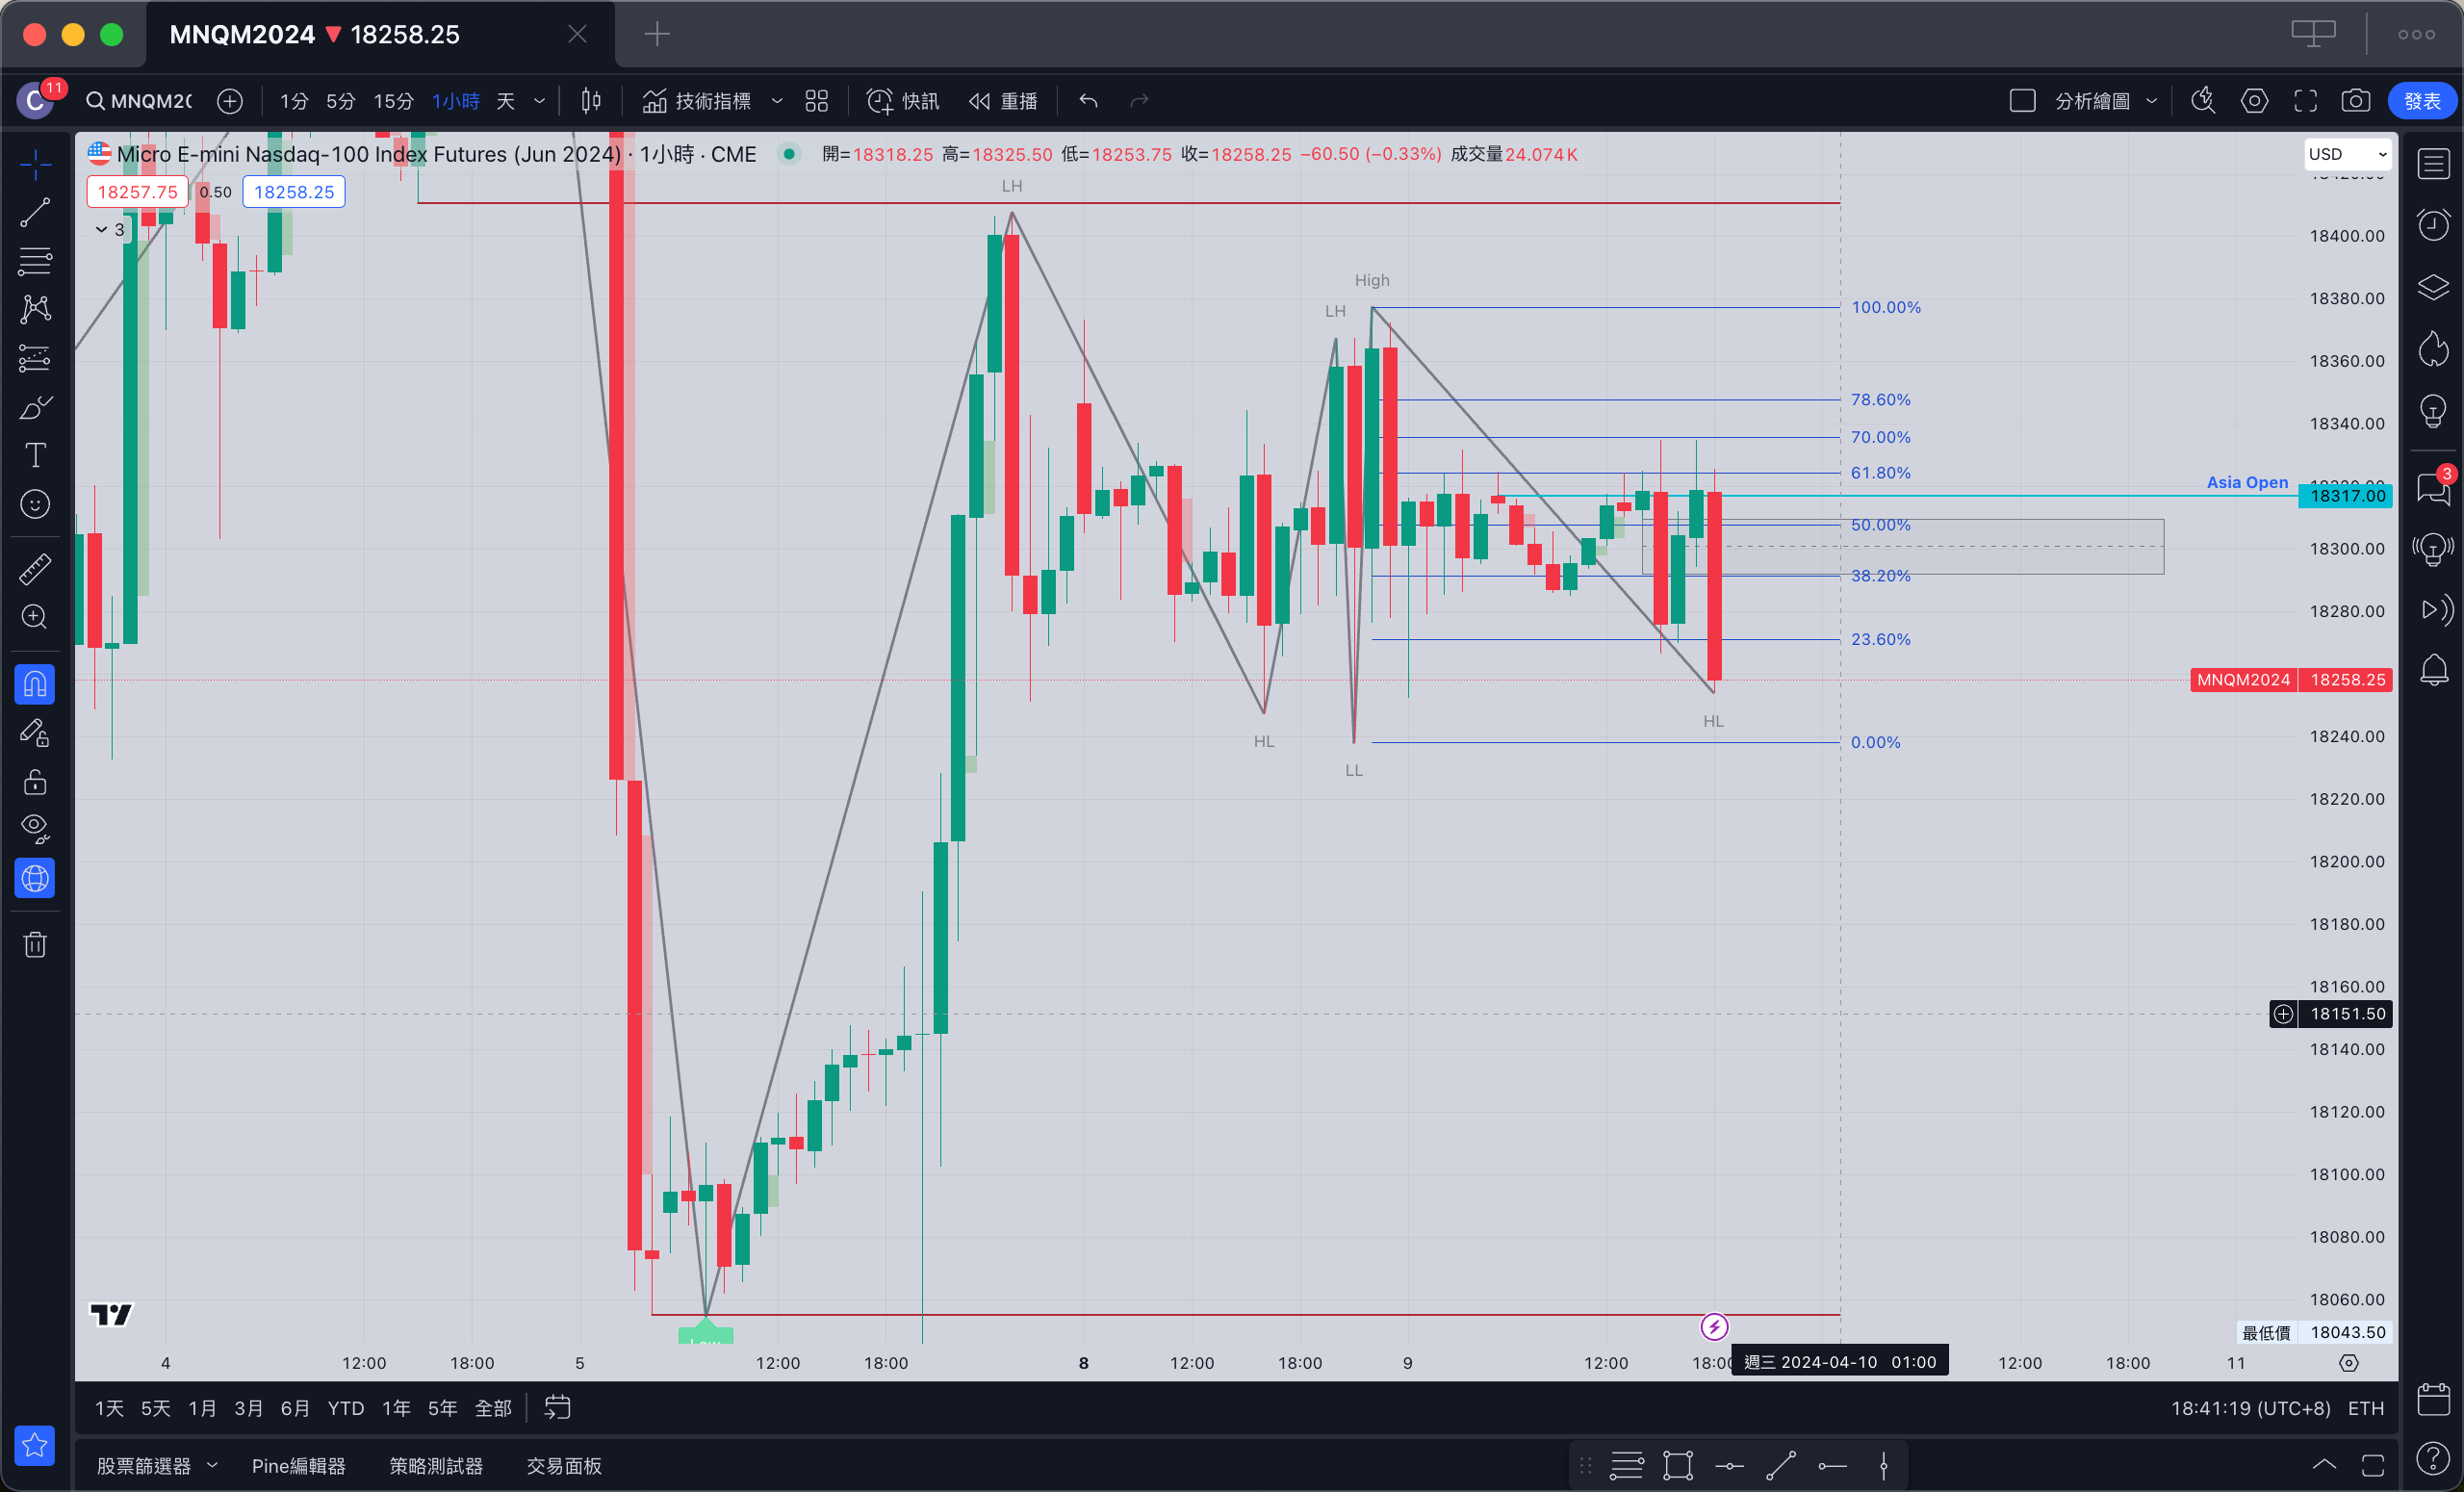 MNQM2024 ▼ 18258.25
C 11 MNQM2( 1分 5分 15分 1小時 天 技術指標 快訊 重播 分析繪圖 發表
Micro E-mini Nasdaq-100 Index Futures (Jun 2024) · 1小時 · CME 開=18318.25 高=18325.50 低=18253.75 收=18258.25 −60.50 (−0.33%) 成交量24.074K
USD
18257.75 0.50 18258.25
3
LH
High
LH
HL
LL
HL
Low
100.00%
78.60%
70.00%
61.80%
50.00%
38.20%
23.60%
0.00%
Asia Open 18317.00
18400.00
18380.00
18360.00
18340.00
18300.00
18280.00
MNQM2024 18258.25
18240.00
18220.00
18200.00
18180.00
18160.00
18151.50
18140.00
18120.00
18100.00
18080.00
18060.00
最低價 18043.50
3
4 12:00 18:00 5 12:00 18:00 8 12:00 18:00 9 12:00 18:00 週三 2024-04-10 01:00 12:00 18:00 11
1天 5天 1月 3月 6月 YTD 1年 5年 全部 18:41:19 (UTC+8) ETH
股票篩選器 Pine編輯器 策略測試器 交易面板